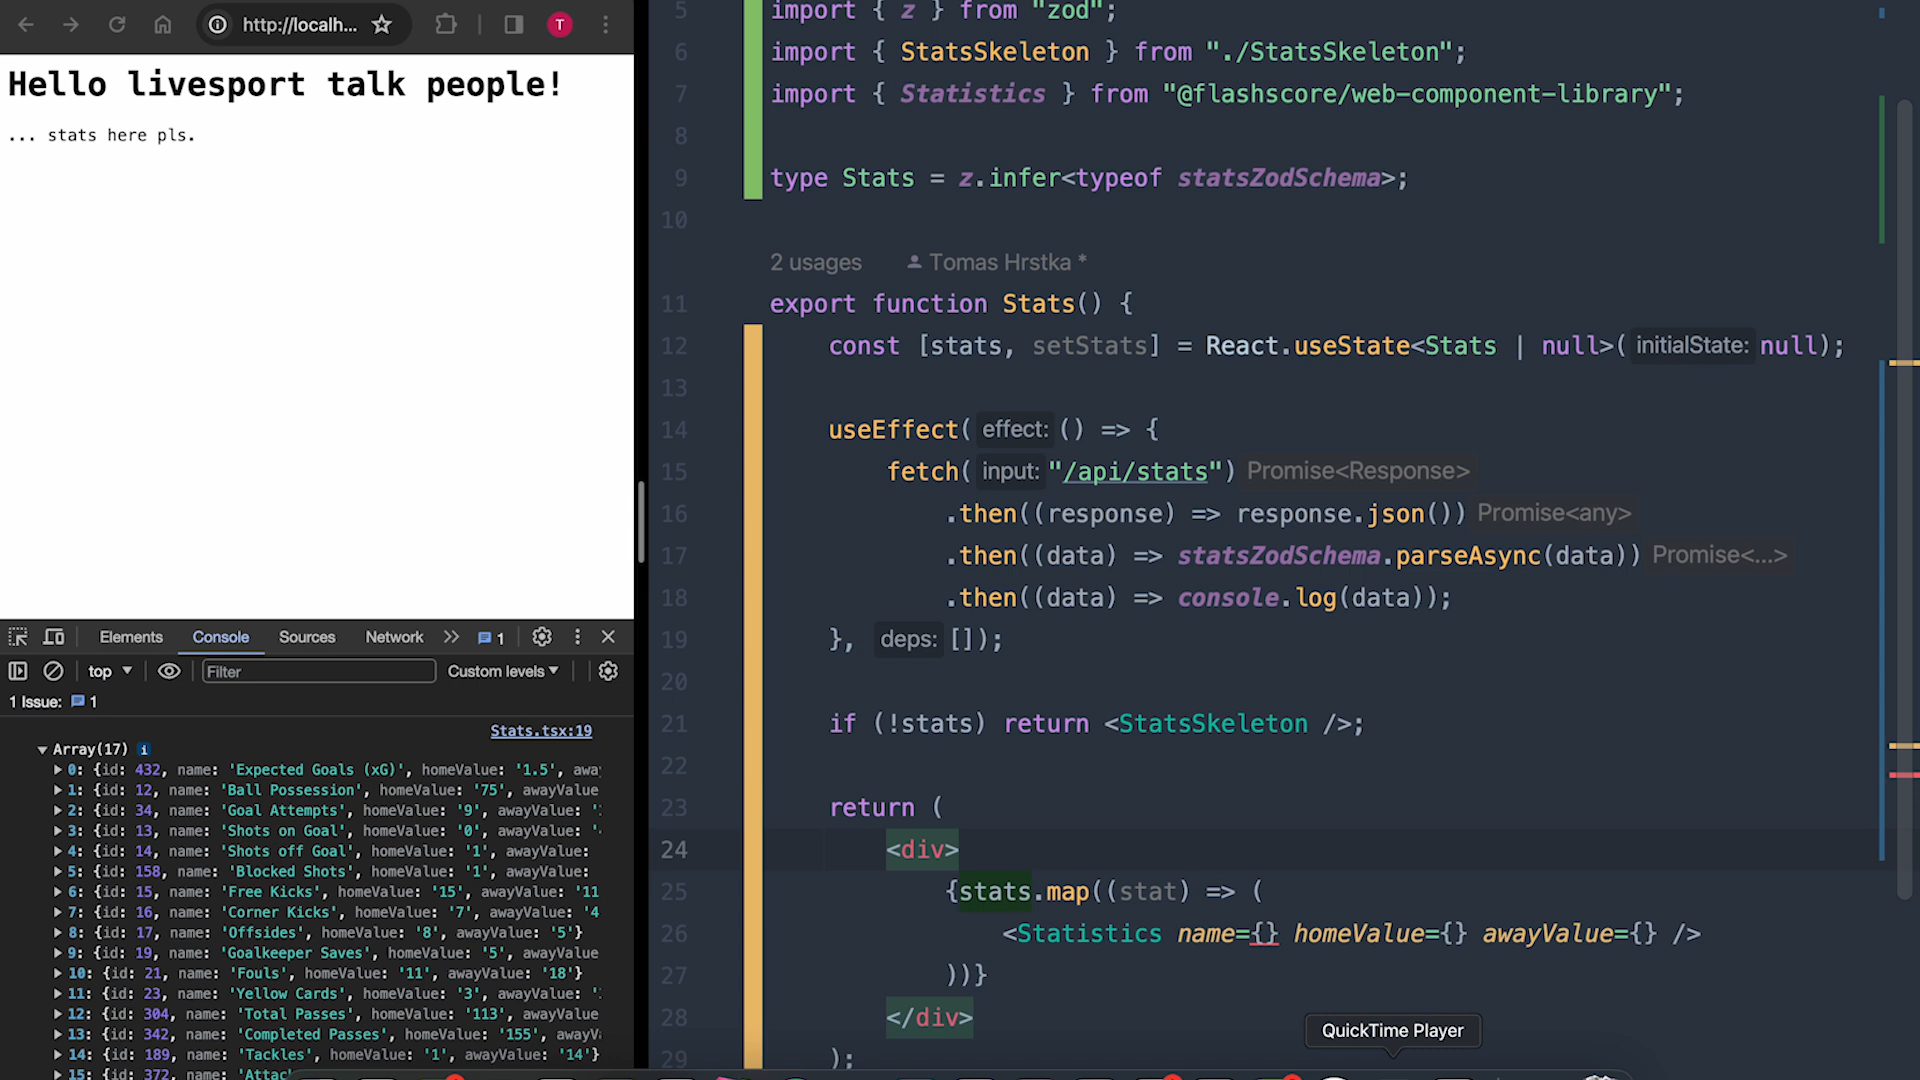 http://localh...
T
Hello livesport talk people!
... stats here pls.
Elements Console Sources Network 1
top Filter Custom levels
1 Issue: 1
Stats.tsx:19
Array(17) i
0: {id: 432, name: 'Expected Goals (xG)', homeValue: '1.5', away
1: {id: 12, name: 'Ball Possession', homeValue: '75', awayValue
2: {id: 34, name: 'Goal Attempts', homeValue: '9', awayValue:
3: {id: 13, name: 'Shots on Goal', homeValue: '0', awayValue:
4: {id: 14, name: 'Shots off Goal', homeValue: '1', awayValue:
5: {id: 158, name: 'Blocked Shots', homeValue: '1', awayValue:
6: {id: 15, name: 'Free Kicks', homeValue: '15', awayValue: '11
7: {id: 16, name: 'Corner Kicks', homeValue: '7', awayValue: '4
8: {id: 17, name: 'Offsides', homeValue: '8', awayValue: '5'}
9: {id: 19, name: 'Goalkeeper Saves', homeValue: '5', awayValue
10: {id: 21, name: 'Fouls', homeValue: '11', awayValue: '18'}
11: {id: 23, name: 'Yellow Cards', homeValue: '3', awayValue: '
12: {id: 304, name: 'Total Passes', homeValue: '113', awayValue
13: {id: 342, name: 'Completed Passes', homeValue: '155', awayV
14: {id: 189, name: 'Tackles', homeValue: '1', awayValue: '14'}
15: {id: 372, name: 'Attac
5 import { z } from "zod";
6 import { StatsSkeleton } from "./StatsSkeleton";
7 import { Statistics } from "@flashscore/web-component-library";
8
9 type Stats = z.infer<typeof statsZodSchema>;
10
2 usages Tomas Hrstka *
11 export function Stats() {
12 const [stats, setStats] = React.useState<Stats | null>( initialState: null);
13
14 useEffect( effect: () => {
15 fetch( input: "/api/stats") Promise<Response>
16 .then((response) => response.json()) Promise<any>
17 .then((data) => statsZodSchema.parseAsync(data)) Promise<...>
18 .then((data) => console.log(data));
19 }, deps: []);
20
21 if (!stats) return <StatsSkeleton />;
22
23 return (
24 <div>
25 {stats.map((stat) => (
26 <Statistics name={} homeValue={} awayValue={} />
27 ))}
28 </div>
29 );
QuickTime Player